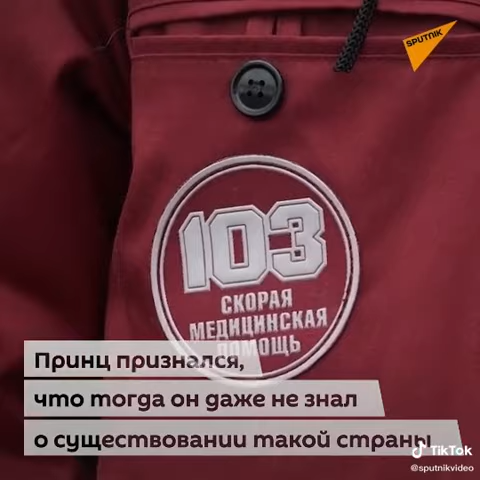 SPUTNIK
103
СКОРАЯ
МЕДИЦИНСКАЯ
ПОМОЩЬ
Принц признался,
что тогда он даже не знал
о существовании такой страны
TikTok
@sputnikvideo